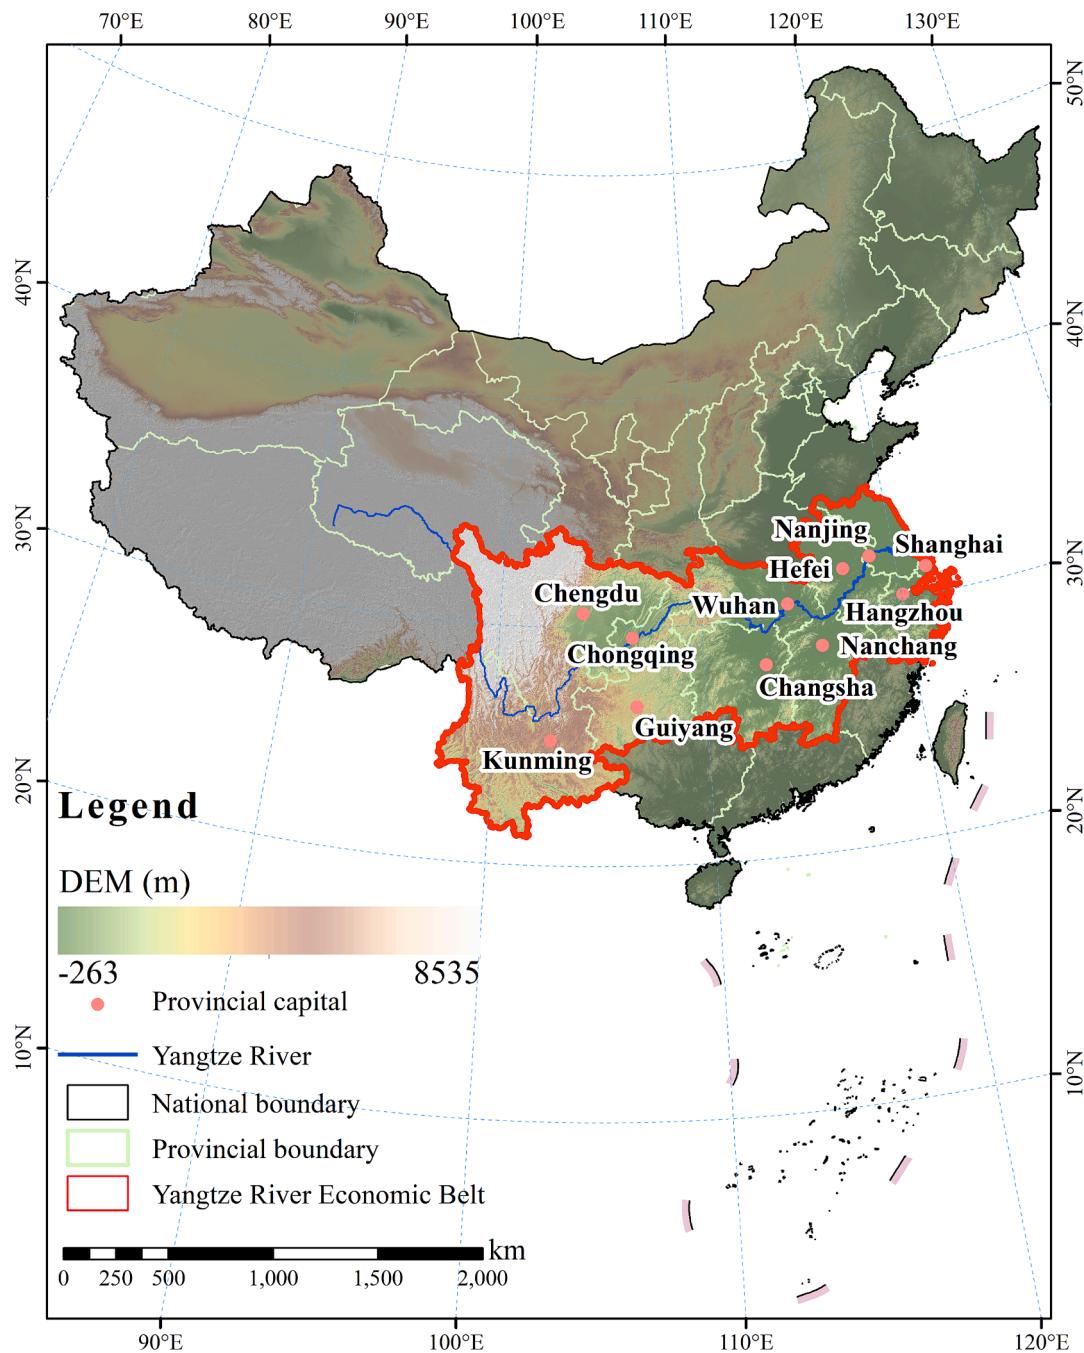 70°E 80°E 90°E 100°E 110°E 120°E 130°E
50°N
40°N
40°N
30°N
30°N
20°N
20°N
10°N
10°N
Nanjing
Shanghai
Hefei
Chengdu
Wuhan
Hangzhou
Chongqing
Nanchang
Changsha
Guiyang
Kunming
Legend
DEM (m)
-263 8535
Provincial capital
Yangtze River
National boundary
Provincial boundary
Yangtze River Economic Belt
km
0 250 500 1,000 1,500 2,000
90°E 100°E 110°E 120°E